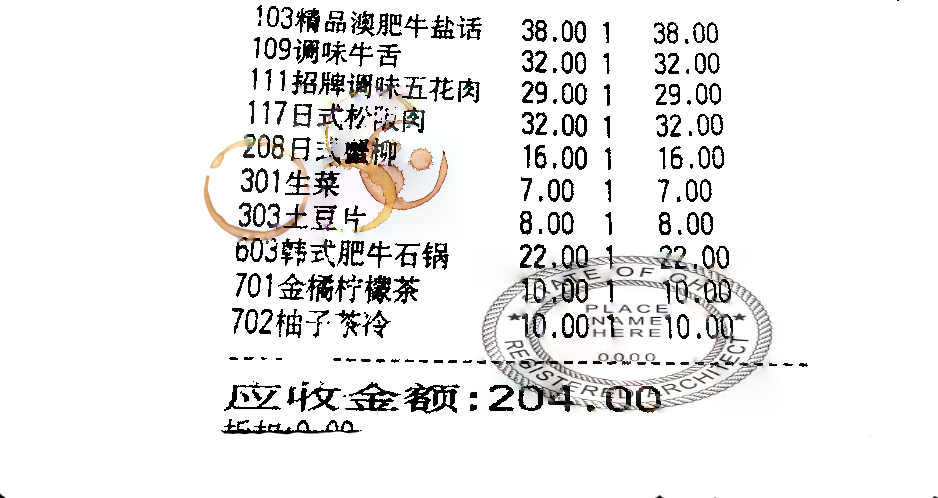 103精品澳肥牛盐话 38.00 1 38.00
109调味牛舌 32.00 1 32.00
111招牌调味五花肉 29.00 1 29.00
117日式松阪肉 32.00 1 32.00
208日式蟹柳 16.00 1 16.00
301生菜 7.00 1 7.00
303土豆片 8.00 1 8.00
603韩式肥牛石锅 22.00 1 22.00
701金橘柠檬茶 10.00 1 10.00
702柚子茶冷 10.00 1 10.00
OF
PLACE
NAME
HERE
0000
REGISTERED ARCHITECT
应收金额:204.00
折扣:0.00